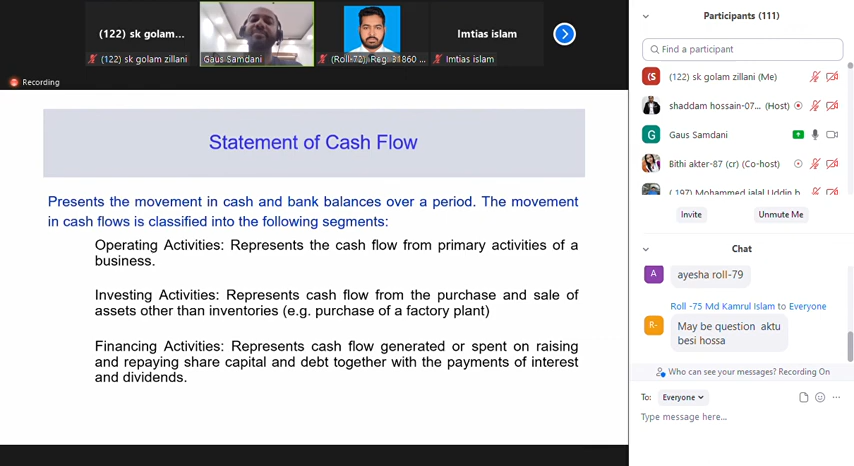 (122) sk golam...
(122) sk golam zillani
Gaus Samdani
(Roll-72), Reg: 31860 ...
Imtias islam
Imtias islam
Recording
Statement of Cash Flow
Presents the movement in cash and bank balances over a period. The movement
in cash flows is classified into the following segments:
Operating Activities: Represents the cash flow from primary activities of a
business.
Investing Activities: Represents cash flow from the purchase and sale of
assets other than inventories (e.g. purchase of a factory plant)
Financing Activities: Represents cash flow generated or spent on raising
and repaying share capital and debt together with the payments of interest
and dividends.
Participants (111)
Find a participant
(S (122) sk golam zillani (Me)
shaddam hossain-07... (Host)
G Gaus Samdani
Bithi akter-87 (cr) (Co-host)
( 197) Mohammed jalal Uddin b
Invite Unmute Me
Chat
A ayesha roll-79
Roll -75 Md Kamrul Islam to Everyone
R- May be question aktu
besi hossa
Who can see your messages? Recording On
To: Everyone
Type message here...